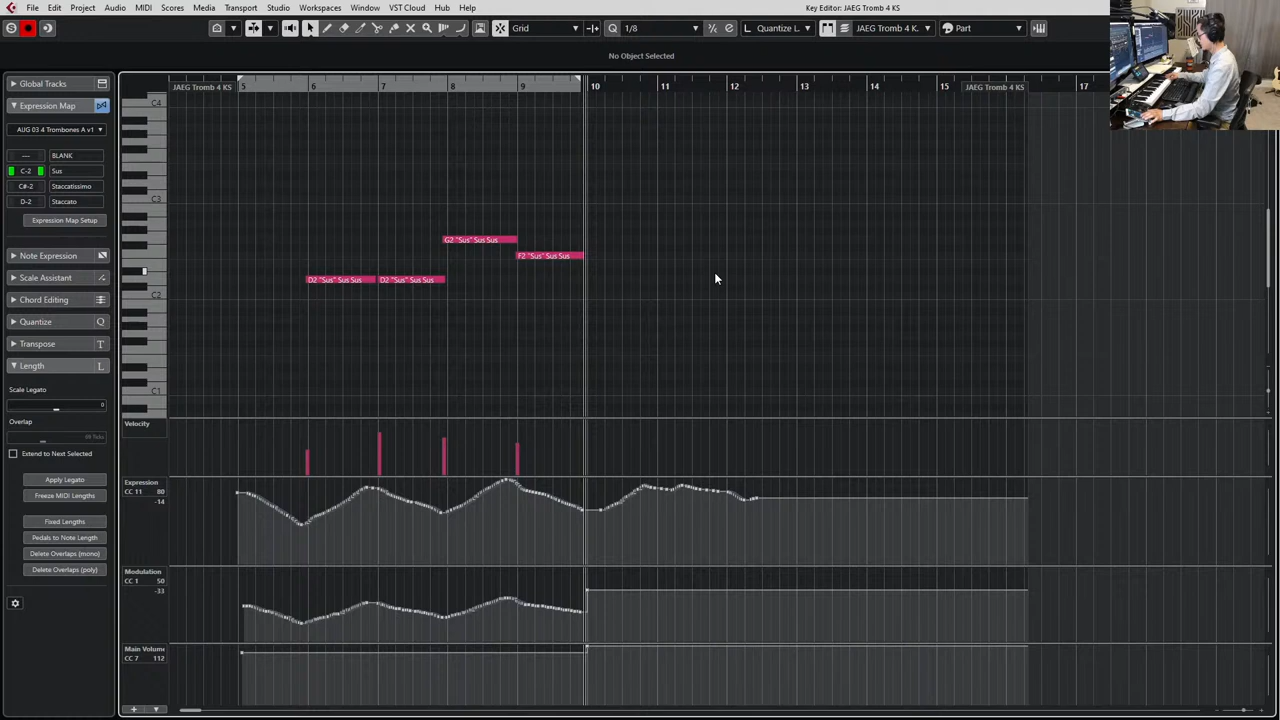 File Edit Project Audio MIDI Scores Media Transport Studio Workspaces Window VST Cloud Hub Help
Key Editor: JAEG Tromb 4 KS
Grid 1/8 L Quantize L. JAEG Tromb 4 K. Part
No Object Selected
Global Tracks
Expression Map
AUG 03 4 Trombones A v1
--- BLANK
C-2 Sus
C#-2 Staccatissimo
D-2 Staccato
Expression Map Setup
Note Expression
Scale Assistant
Chord Editing
Quantize Q
Transpose T
Length L
Scale Legato
0
Overlap
Extend to Next Selected
Apply Legato
Freeze MIDI Lengths
Fixed Lengths
Pedals to Note Length
Delete Overlaps (mono)
Delete Overlaps (poly)
JAEG Tromb 4 KS 5 6 7 8 9 10 11 12 13 14 15 JAEG Tromb 4 KS 17
C4
C3
G2 "Sus" Sus Sus
F2 "Sus" Sus Sus
D2 "Sus" Sus Sus D2 "Sus" Sus Sus
C2
C1
Velocity
Expression
CC 11 80
-14
Modulation
CC 1 50
-33
Main Volume
CC 7 112